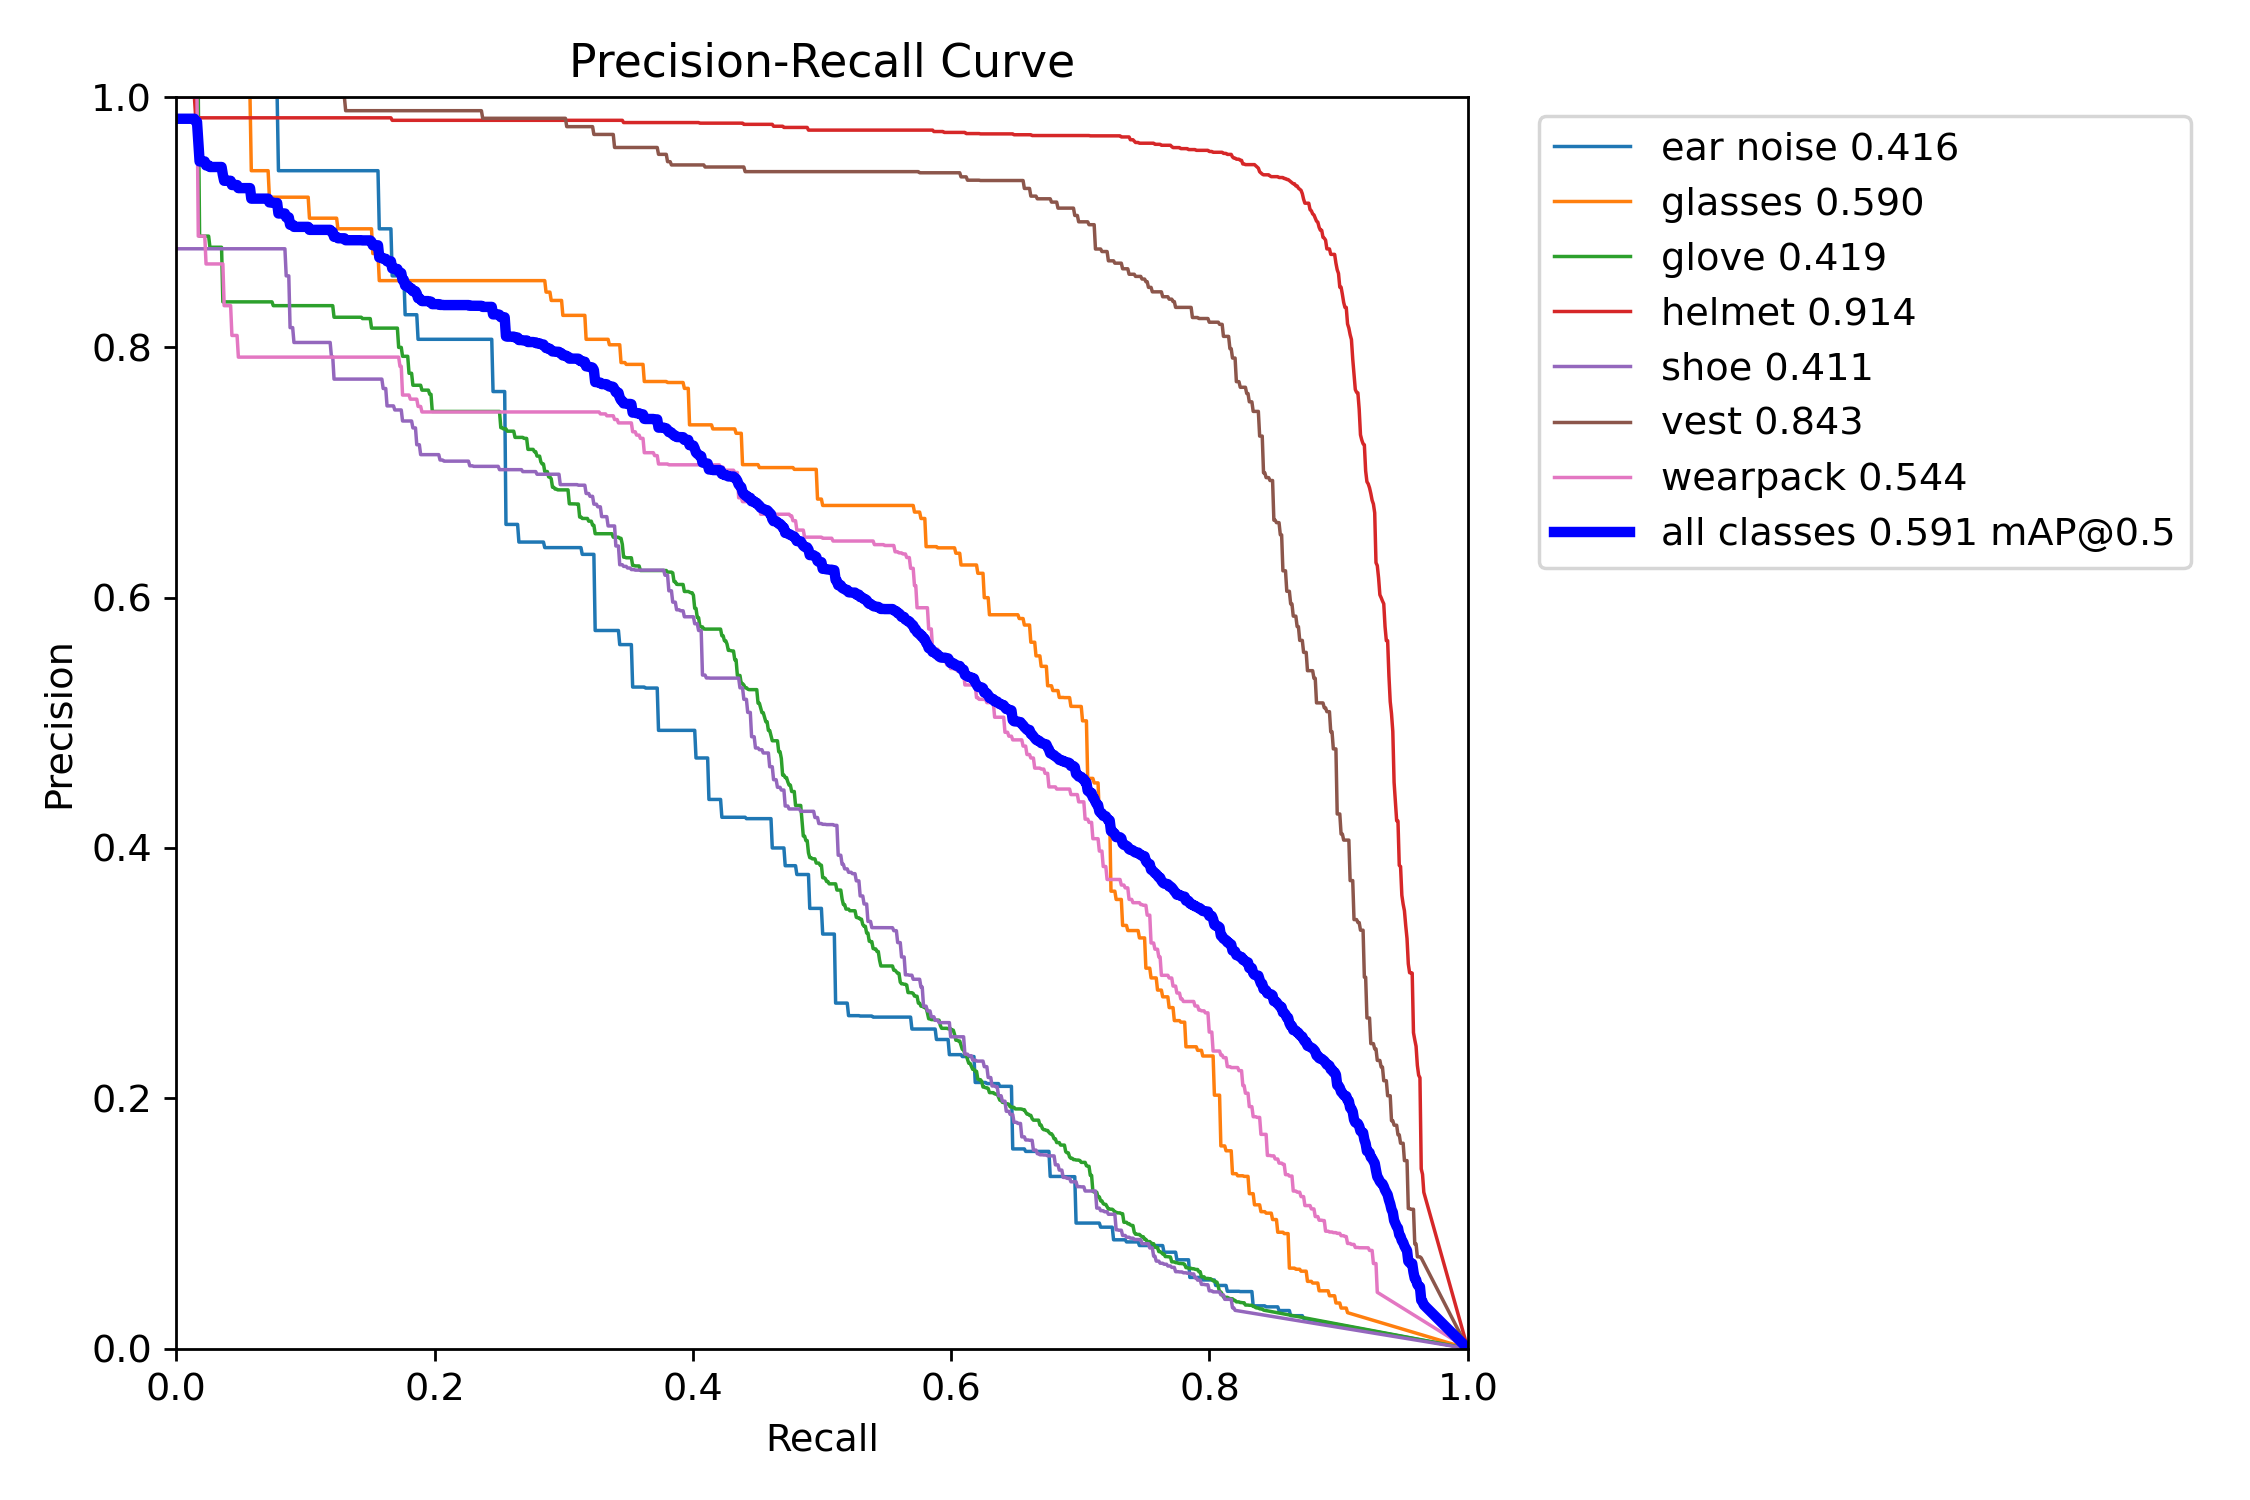 Precision-Recall Curve
1.0
0.8
0.6
0.4
0.2
0.0
Precision
0.0 0.2 0.4 0.6 0.8 1.0
Recall
ear noise 0.416
glasses 0.590
glove 0.419
helmet 0.914
shoe 0.411
vest 0.843
wearpack 0.544
all classes 0.591 mAP@0.5